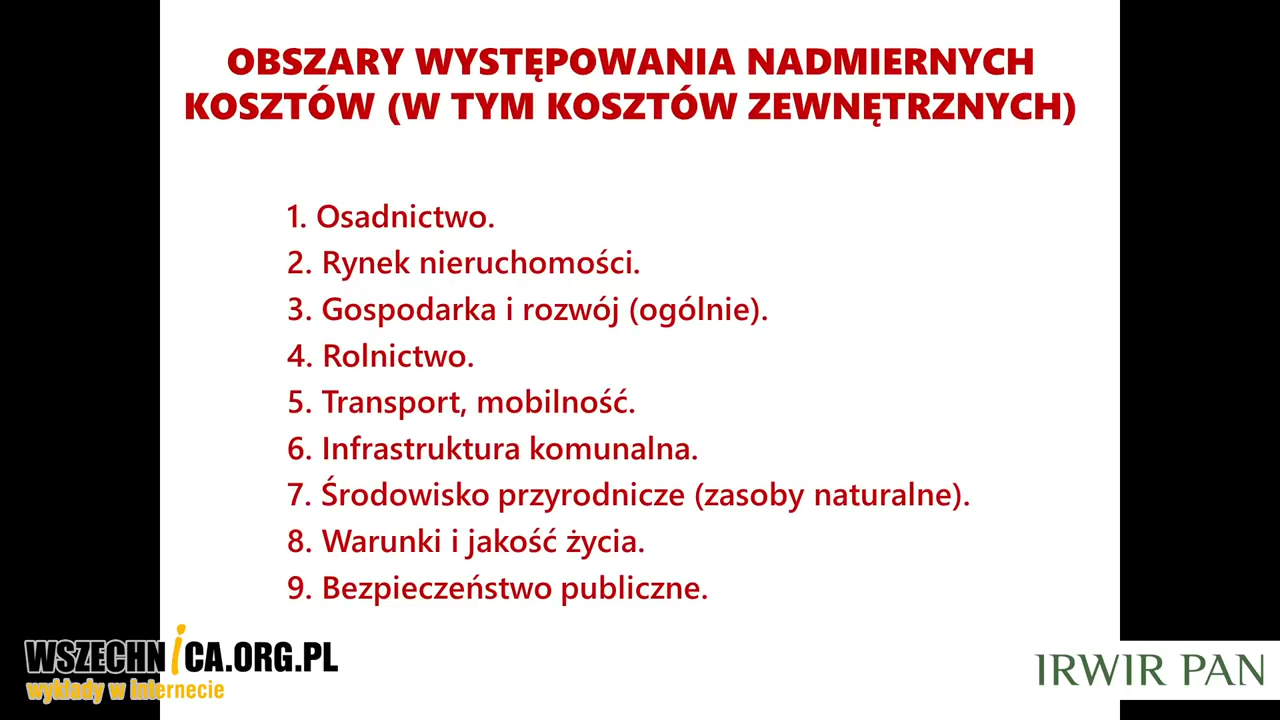 OBSZARY WYSTĘPOWANIA NADMIERNYCH
KOSZTÓW (W TYM KOSZTÓW ZEWNĘTRZNYCH)
1. Osadnictwo.
2. Rynek nieruchomości.
3. Gospodarka i rozwój (ogólnie).
4. Rolnictwo.
5. Transport, mobilność.
6. Infrastruktura komunalna.
7. Środowisko przyrodnicze (zasoby naturalne).
8. Warunki i jakość życia.
9. Bezpieczeństwo publiczne.
WSZECHNiCA.ORG.PL
wykłady w internecie
IRWIR PAN